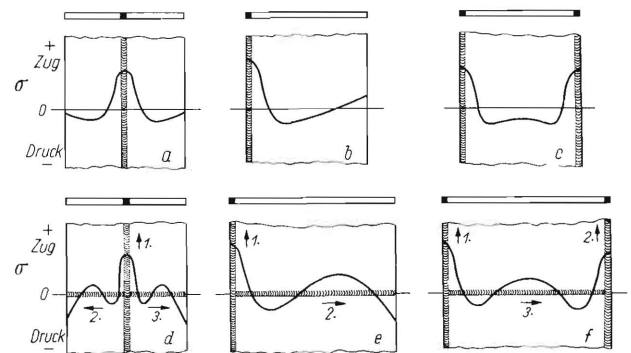 +
Zug
σ
0
Druck
−
a
b
c
+
Zug
σ
0
Druck
−
1.
2.
3.
d
1.
2.
e
1.
2.
3.
f